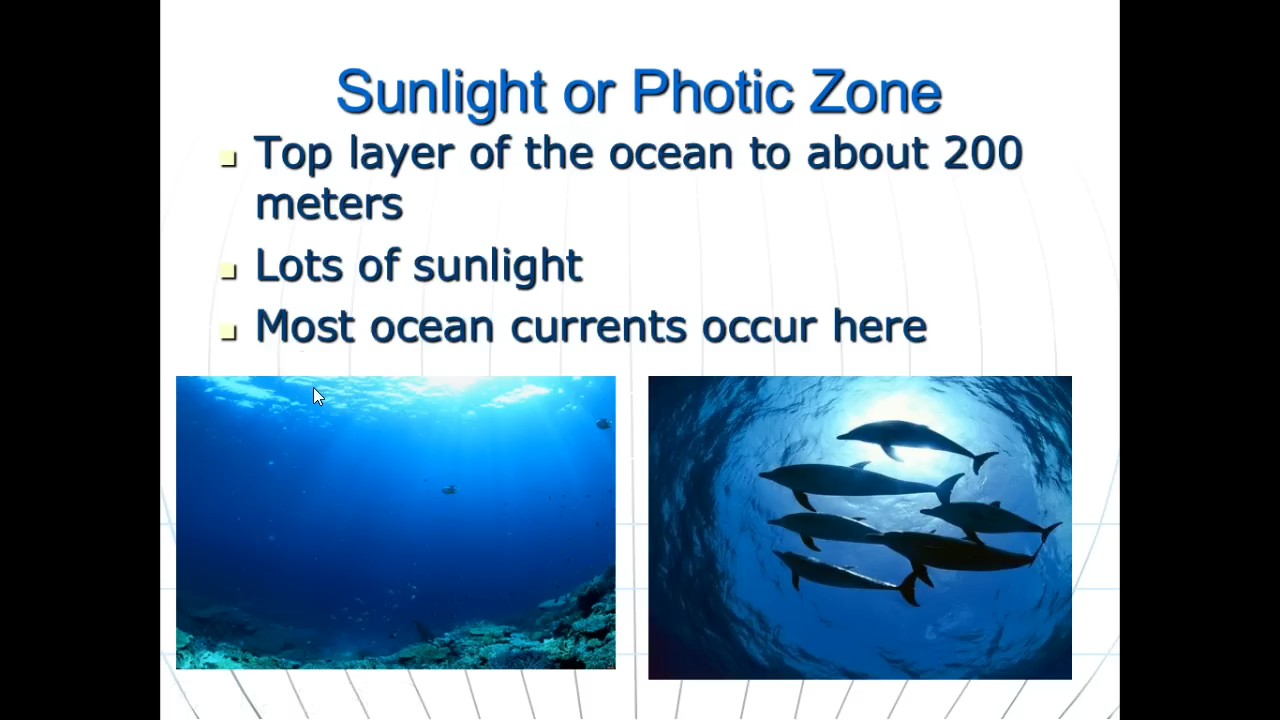 Sunlight or Photic Zone
Top layer of the ocean to about 200
meters
Lots of sunlight
Most ocean currents occur here